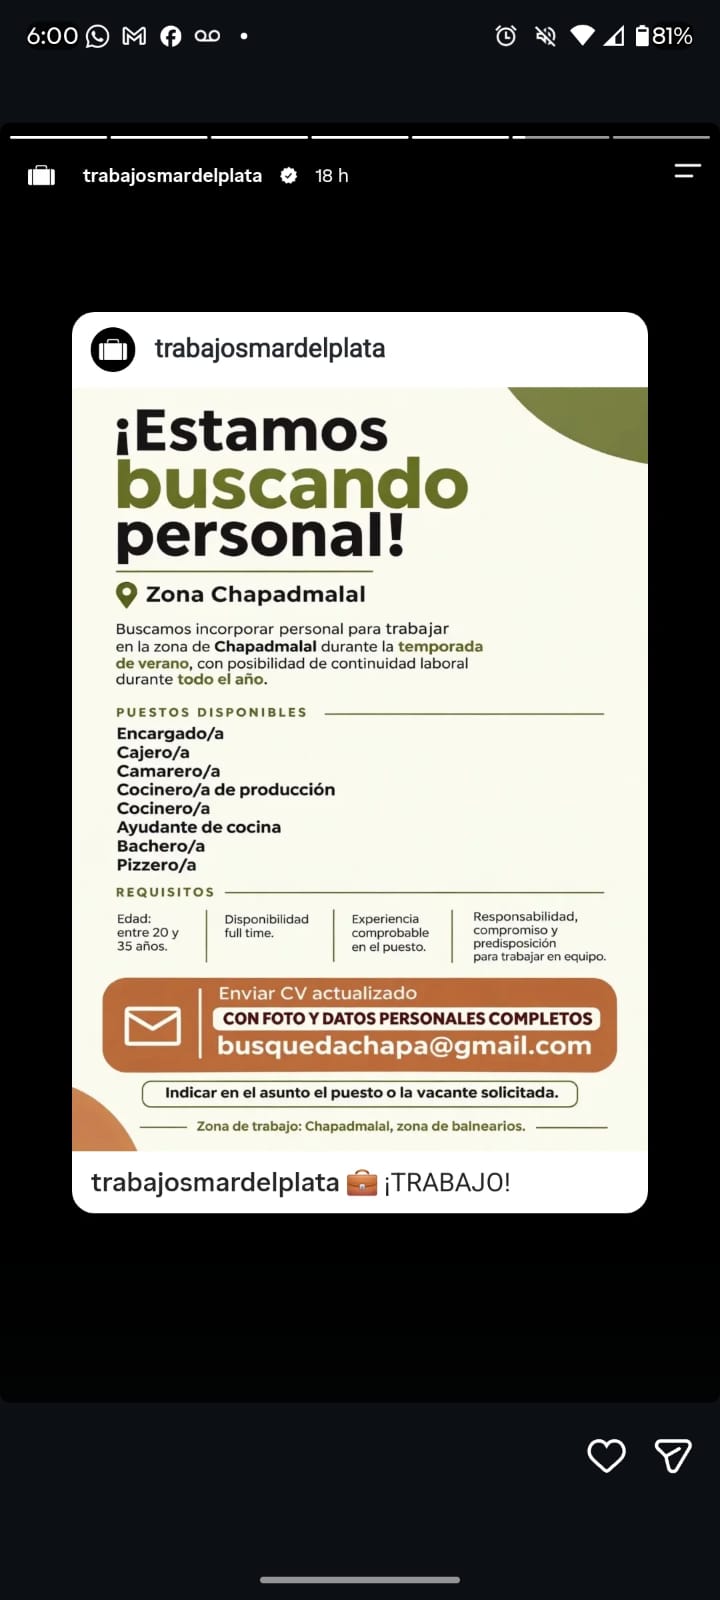 6:00
81%
trabajosmardelplata
18 h
trabajosmardelplata
¡Estamos
buscando
personal!
Zona Chapadmalal
Buscamos incorporar personal para trabajar
en la zona de Chapadmalal durante la temporada
de verano, con posibilidad de continuidad laboral
durante todo el año.
PUESTOS DISPONIBLES
Encargado/a
Cajero/a
Camarero/a
Cocinero/a de producción
Cocinero/a
Ayudante de cocina
Bachero/a
Pizzero/a
REQUISITOS
Edad:
entre 20 y
35 años.
Disponibilidad
full time.
Experiencia
comprobable
en el puesto.
Responsabilidad,
compromiso y
predisposición
para trabajar en equipo.
Enviar CV actualizado
CON FOTO Y DATOS PERSONALES COMPLETOS
busquedachapa@gmail.com
Indicar en el asunto el puesto o la vacante solicitada.
Zona de trabajo: Chapadmalal, zona de balnearios.
trabajosmardelplata 💼 ¡TRABAJO!